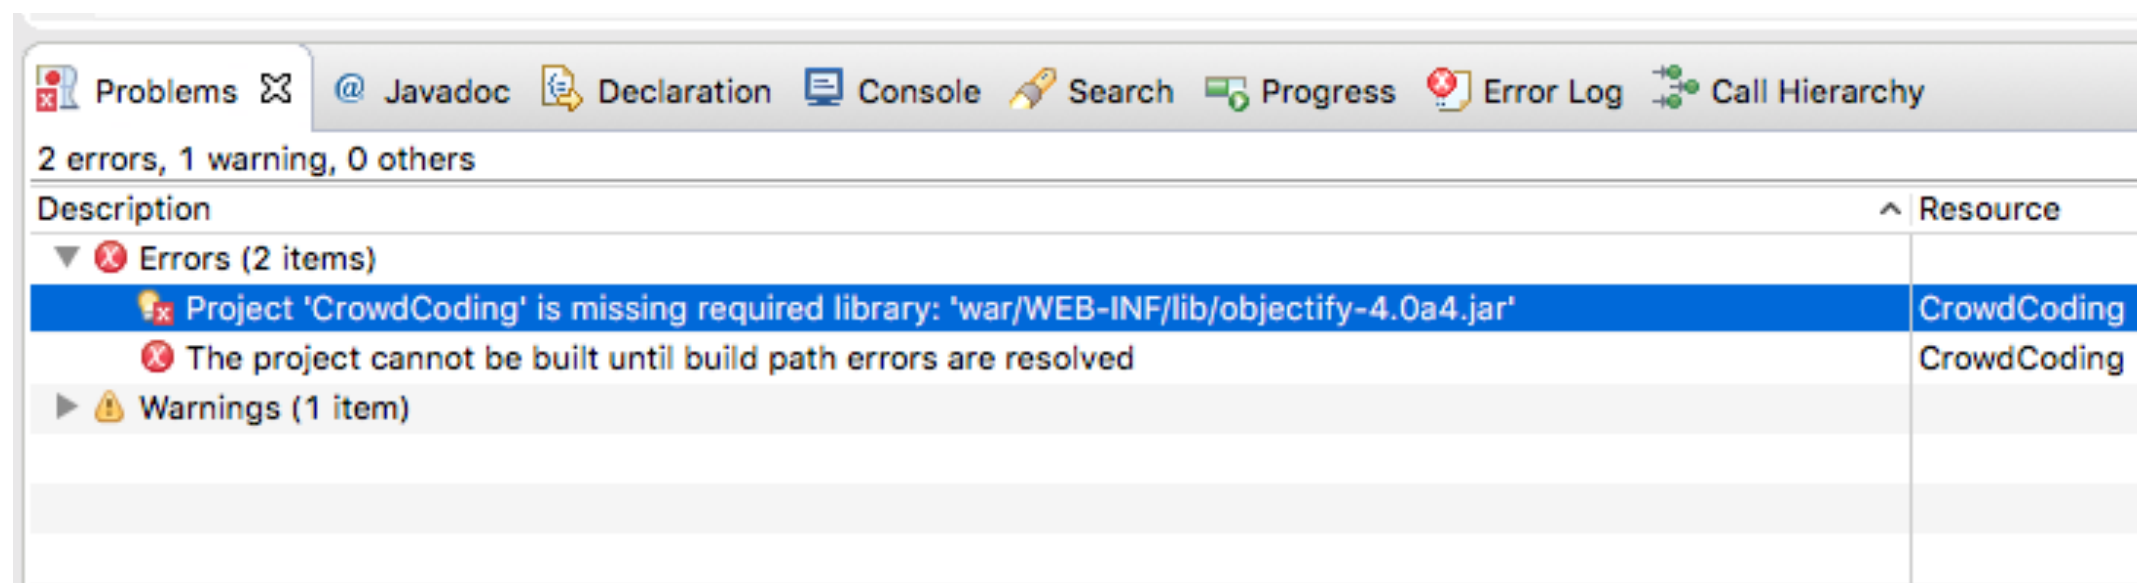 Problems @ Javadoc Declaration Console Search Progress Error Log Call Hierarchy
2 errors, 1 warning, 0 others
Description Resource
Errors (2 items)
Project 'CrowdCoding' is missing required library: 'war/WEB-INF/lib/objectify-4.0a4.jar' CrowdCoding
The project cannot be built until build path errors are resolved CrowdCoding
Warnings (1 item)